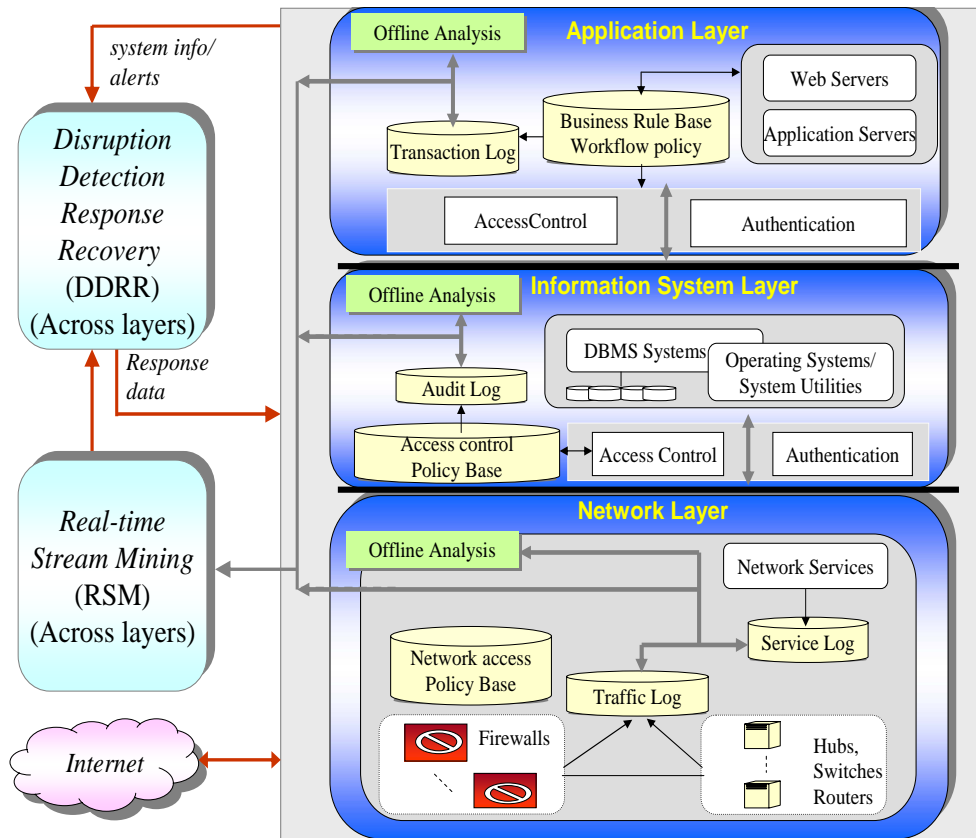 system info/
alerts
Disruption
Detection
Response
Recovery
(DDRR)
(Across layers)
Response
data
Real-time
Stream Mining
(RSM)
(Across layers)
Internet
Application Layer
Offline Analysis
Web Servers
Application Servers
Business Rule Base
Workflow policy
Transaction Log
AccessControl
Authentication
Information System Layer
Offline Analysis
DBMS Systems
Operating Systems/
System Utilities
Audit Log
Access control
Policy Base
Access Control
Authentication
Network Layer
Offline Analysis
Network Services
Service Log
Network access
Policy Base
Traffic Log
Firewalls
Hubs,
Switches
Routers